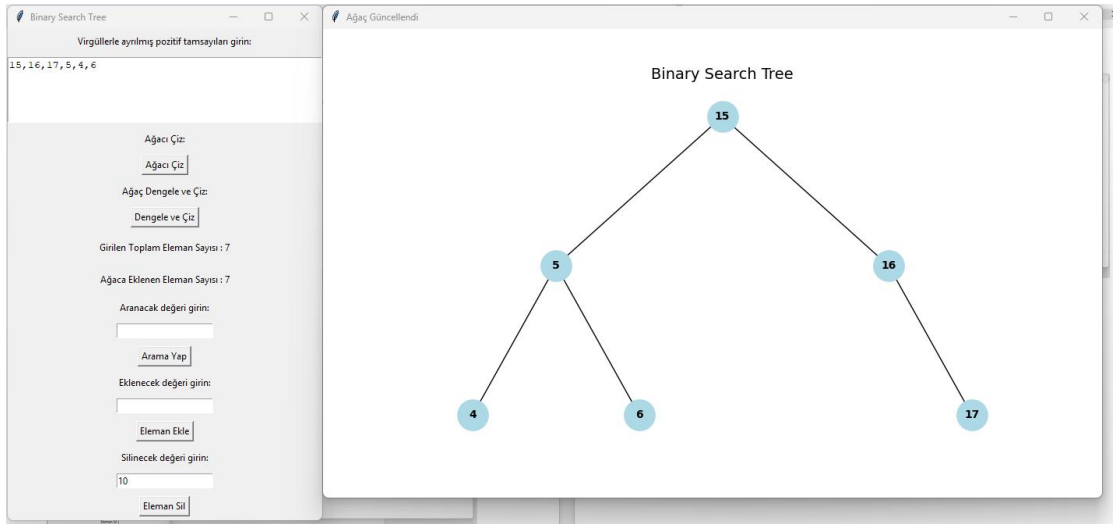 Binary Search Tree
Virgüllerle ayrılmış pozitif tamsayıları girin:
15,16,17,5,4,6
Ağacı Çiz:
Ağacı Çiz
Ağaç Dengele ve Çiz:
Dengele ve Çiz
Girilen Toplam Eleman Sayısı : 7
Ağaca Eklenen Eleman Sayısı : 7
Aranacak değeri girin:
Arama Yap
Eklenecek değeri girin:
Eleman Ekle
Silinecek değeri girin:
10
Eleman Sil
Ağaç Güncellendi
Binary Search Tree
15
5
16
4
6
17